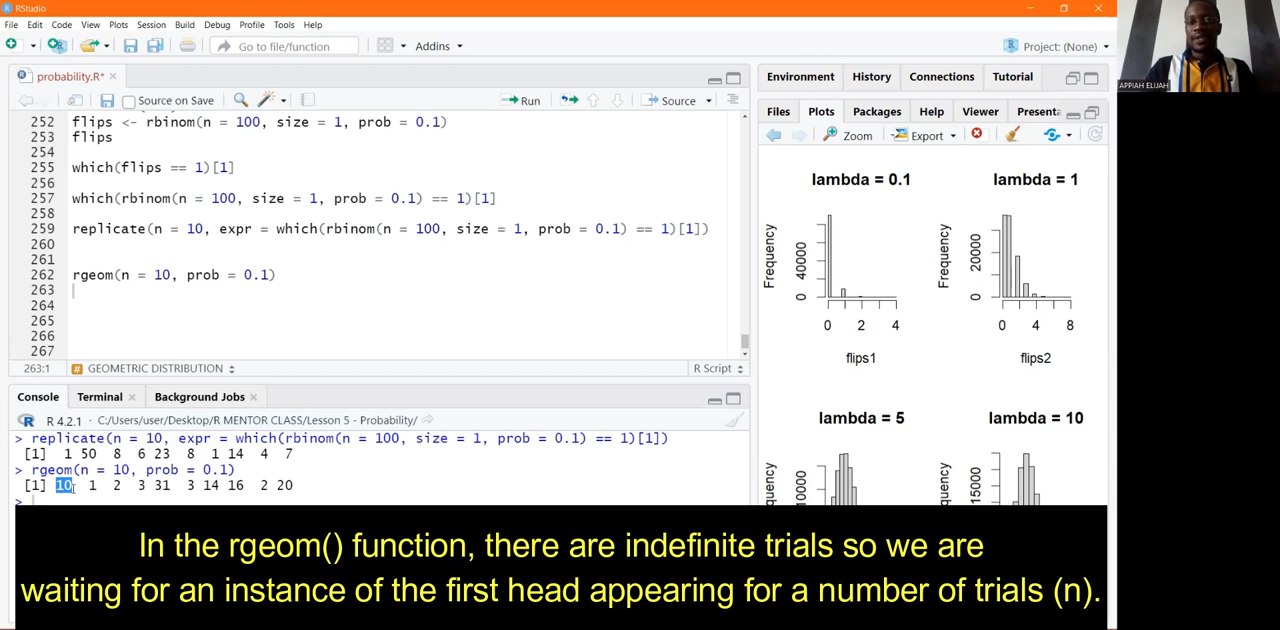 RStudio
File Edit Code View Plots Session Build Debug Profile Tools Help
Go to file/function
Addins
Project: (None)
probability.R*
Source on Save
Run
Source
252 flips <- rbinom(n = 100, size = 1, prob = 0.1)
253 flips
254
255 which(flips == 1)[1]
256
257 which(rbinom(n = 100, size = 1, prob = 0.1) == 1)[1]
258
259 replicate(n = 10, expr = which(rbinom(n = 100, size = 1, prob = 0.1) == 1)[1])
260
261
262 rgeom(n = 10, prob = 0.1)
263
264
265
266
267
263:1 # GEOMETRIC DISTRIBUTION R Script
Console Terminal Background Jobs
R 4.2.1 · C:/Users/user/Desktop/R MENTOR CLASS/Lesson 5 - Probability/
> replicate(n = 10, expr = which(rbinom(n = 100, size = 1, prob = 0.1) == 1)[1])
[1] 1 50 8 6 23 8 1 14 4 7
> rgeom(n = 10, prob = 0.1)
[1] 10 1 2 3 31 3 14 16 2 20
>
Environment History Connections Tutorial
Files Plots Packages Help Viewer Presenta
Zoom Export
lambda = 0.1
Frequency
0 40000
0 2 4
flips1
lambda = 1
Frequency
0 20000
0 4 8
flips2
lambda = 5
10000
lambda = 10
15000
APPIAH ELIJAH
In the rgeom() function, there are indefinite trials so we are
waiting for an instance of the first head appearing for a number of trials (n).